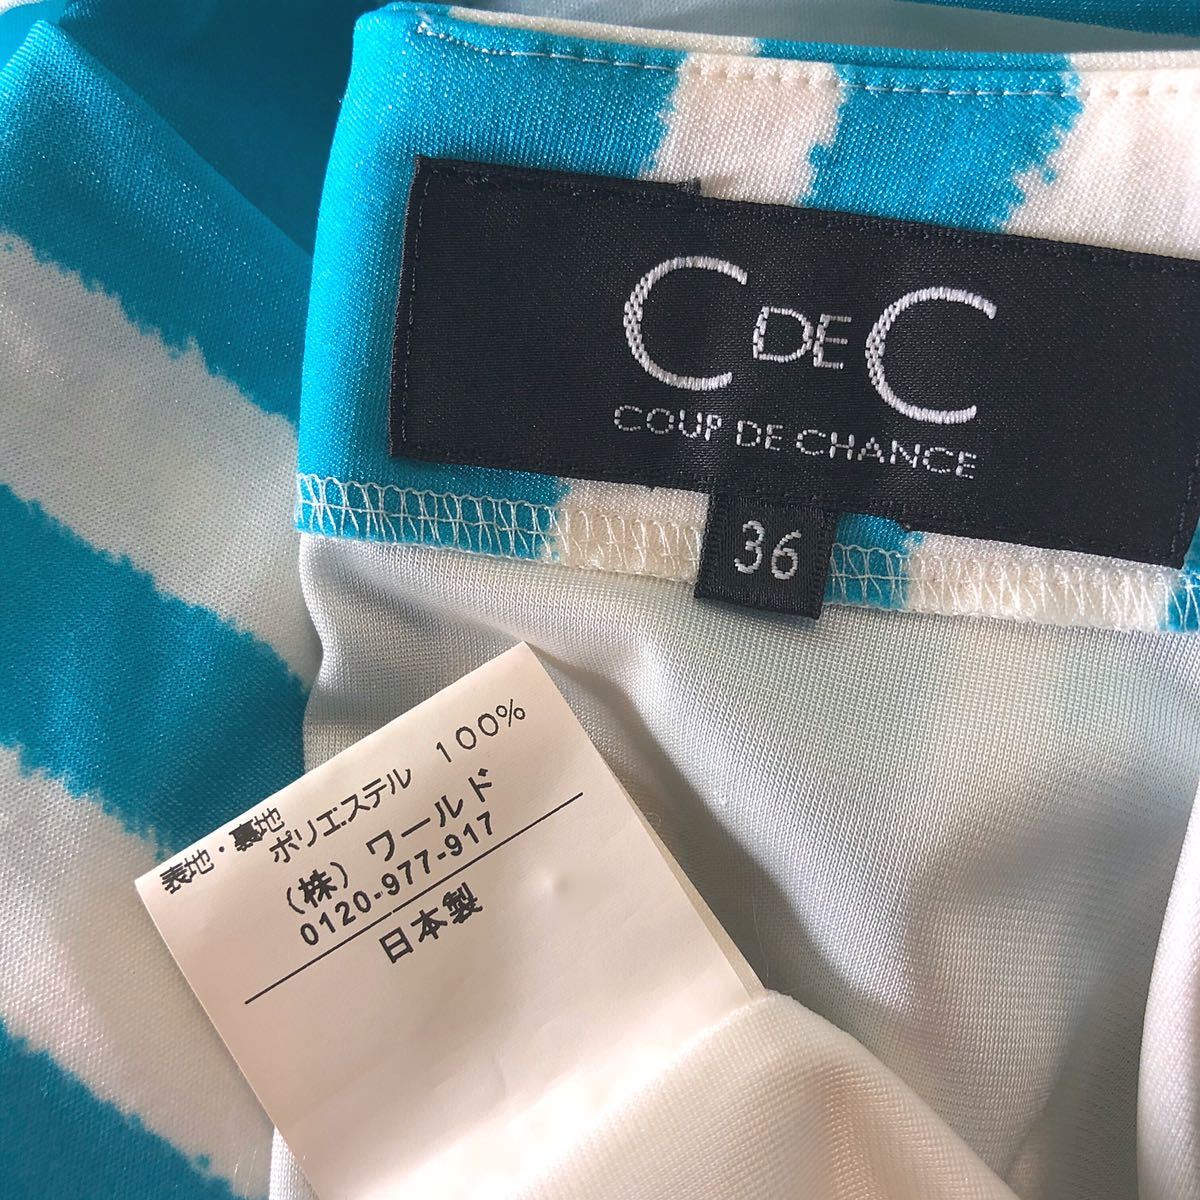 C DE C
COUP DE CHANCE
36
表地・裏地
ポリエステル 100%
(株) ワールド
0120-977-917
日本製